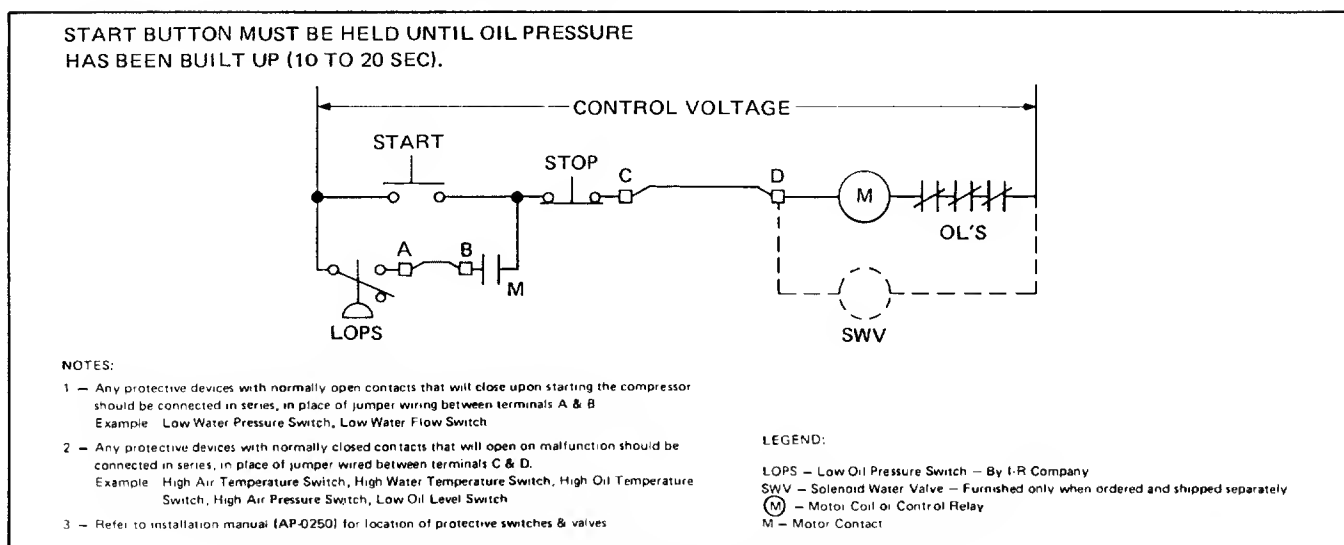 START BUTTON MUST BE HELD UNTIL OIL PRESSURE
HAS BEEN BUILT UP (10 TO 20 SEC).
CONTROL VOLTAGE
START
STOP
C
D
M
OL'S
A
B
M
LOPS
SWV
NOTES:
1 – Any protective devices with normally open contacts that will close upon starting the compressor
should be connected in series, in place of jumper wiring between terminals A & B
Example Low Water Pressure Switch, Low Water Flow Switch
2 – Any protective devices with normally closed contacts that will open on malfunction should be
connected in series, in place of jumper wired between terminals C & D.
Example High Air Temperature Switch, High Water Temperature Switch, High Oil Temperature
Switch, High Air Pressure Switch, Low Oil Level Switch
3 – Refer to installation manual (AP-0250) for location of protective switches & valves
LEGEND:
LOPS – Low Oil Pressure Switch – By I-R Company
SWV – Solenoid Water Valve – Furnished only when ordered and shipped separately
M – Motor Coil or Control Relay
M – Motor Contact